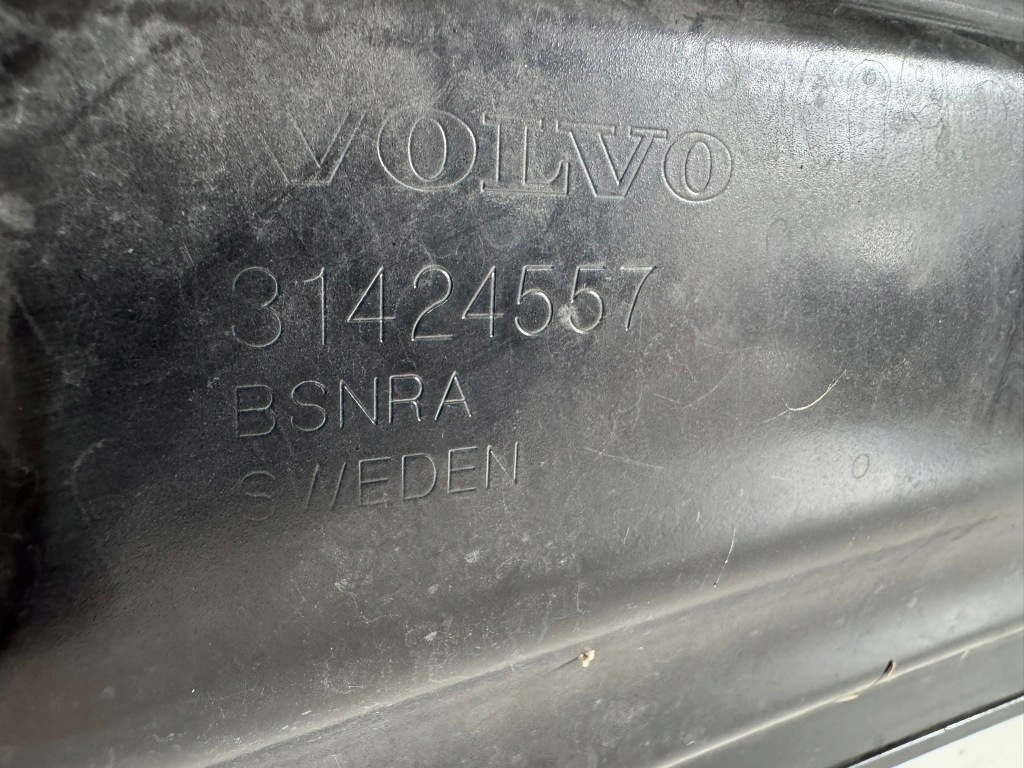 VOLVO
31424557
BSNRA
SWEDEN